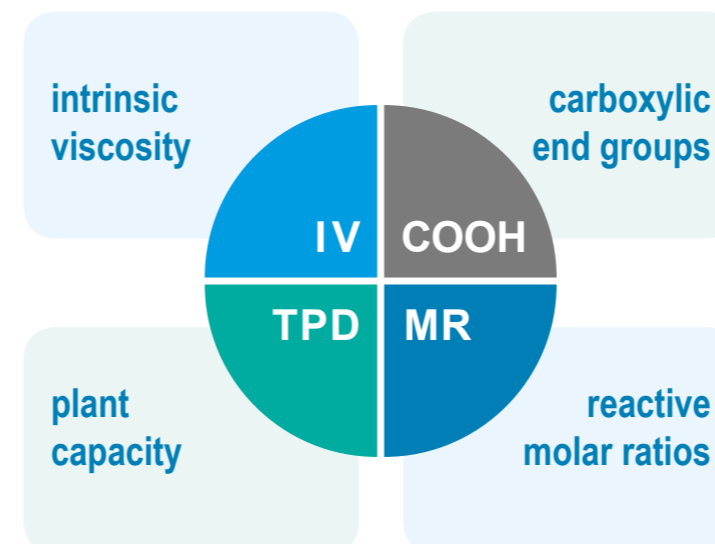 intrinsic
viscosity
carboxylic
end groups
IV
COOH
TPD
MR
plant
capacity
reactive
molar ratios